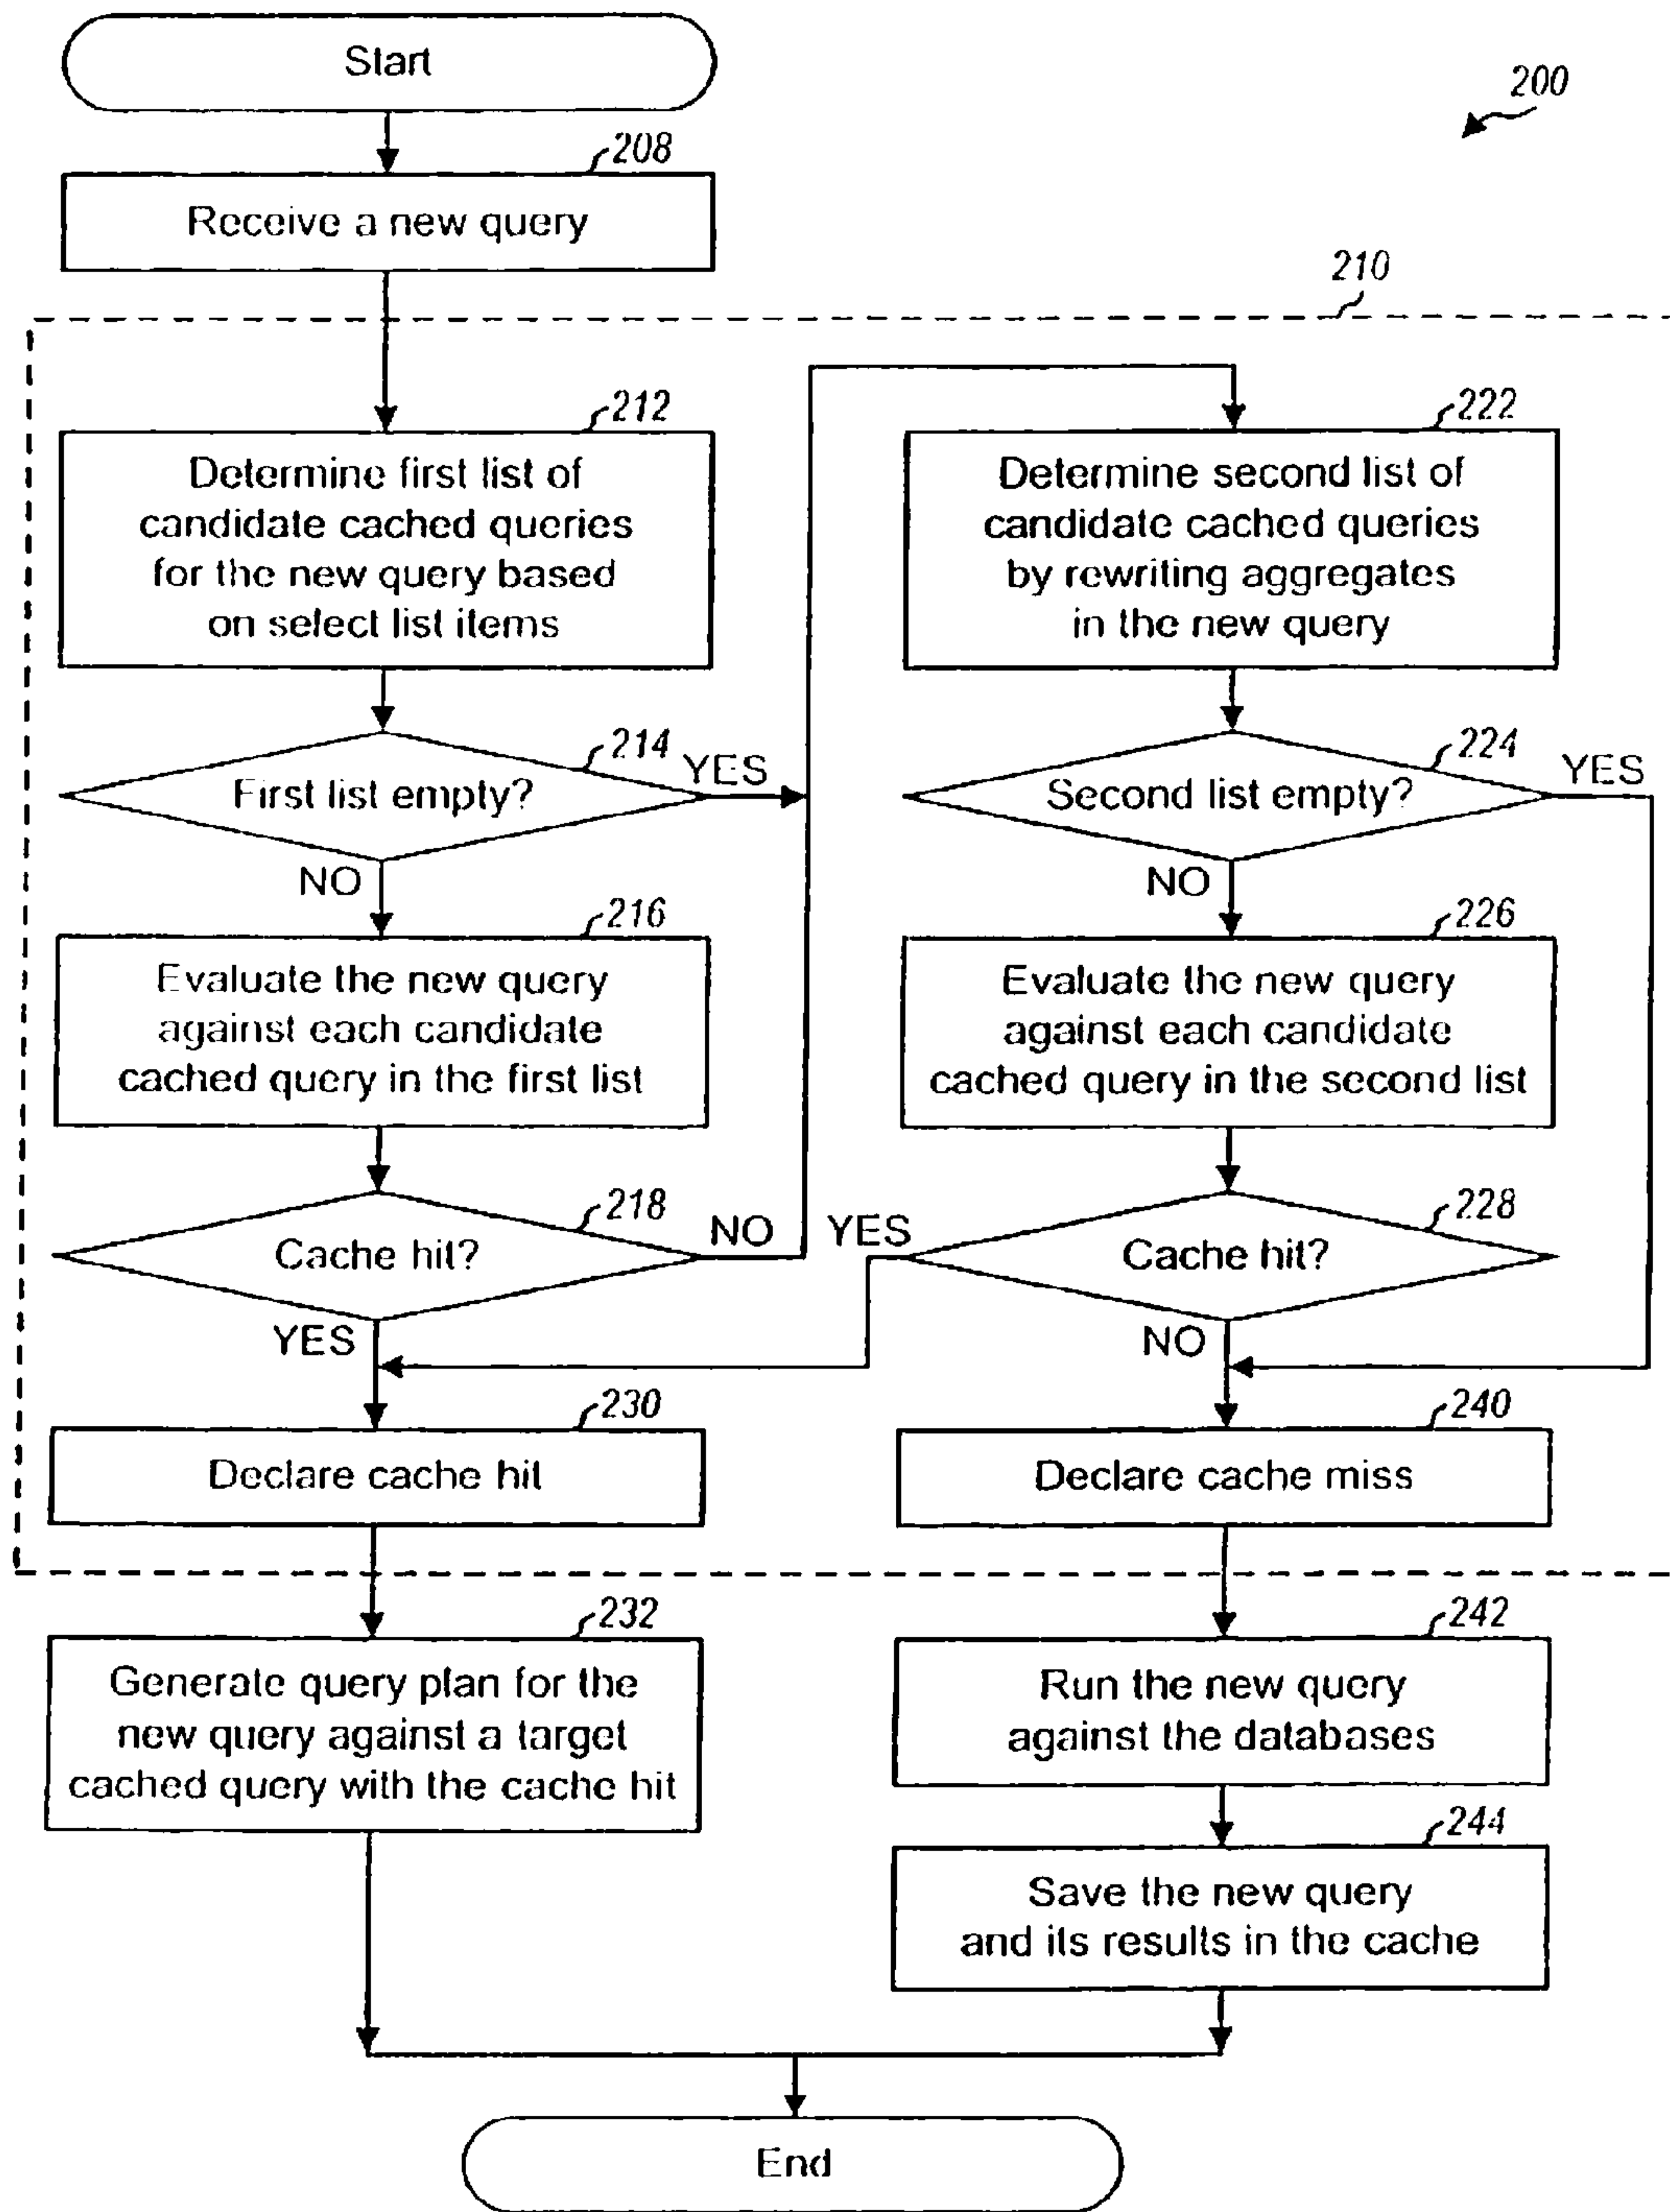 Start
200
208
Receive a new query
210
212
Determine first list of
candidate cached queries
for the new query based
on select list items
222
Determine second list of
candidate cached queries
by rewriting aggregates
in the new query
214
First list empty?
YES
NO
224
Second list empty?
YES
NO
216
Evaluate the new query
against each candidate
cached query in the first list
226
Evaluate the new query
against each candidate
cached query in the second list
218
Cache hit?
NO
YES
228
Cache hit?
YES
NO
230
Declare cache hit
240
Declare cache miss
232
Generate query plan for the
new query against a target
cached query with the cache hit
242
Run the new query
against the databases
244
Save the new query
and its results in the cache
End